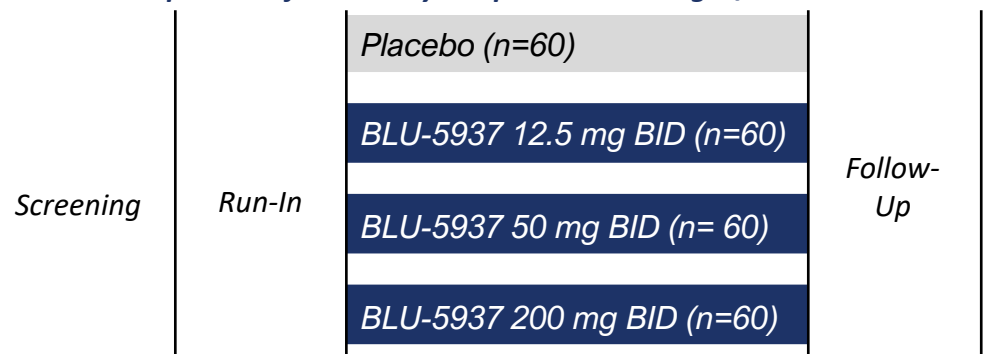 Placebo (n=60)
BLU-5937 12.5 mg BID (n=60)
Screening
Run-In
BLU-5937 50 mg BID (n= 60)
Follow-
Up
BLU-5937 200 mg BID (n=60)